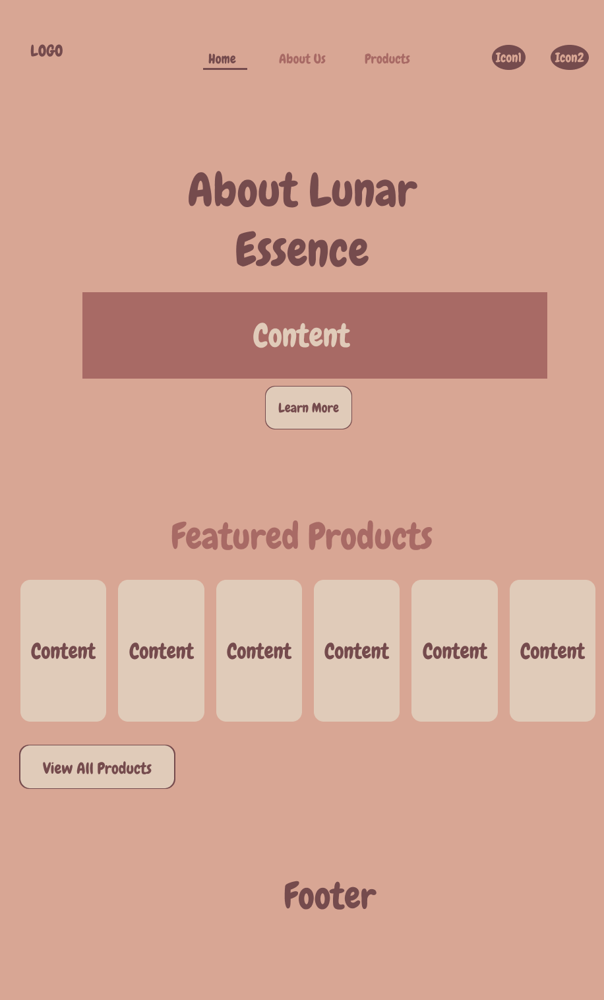 LOGO
Home
About Us
Products
Icon1
Icon2
About Lunar
Essence
Content
Learn More
Featured Products
Content
Content
Content
Content
Content
Content
View All Products
Footer